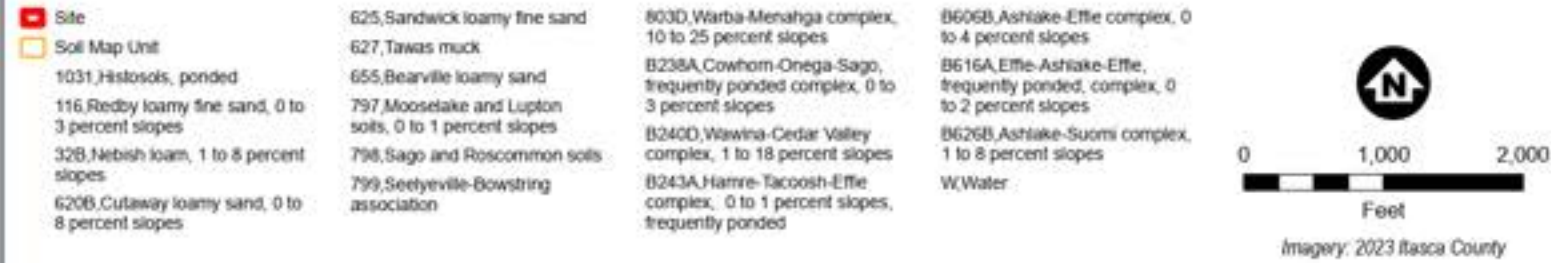 Site
Soil Map Unit
1031,Histosols, ponded
116,Redby loamy fine sand, 0 to
3 percent slopes
32B,Nebish loam, 1 to 8 percent
slopes
620B,Cutaway loamy sand, 0 to
8 percent slopes
625,Sandwick loamy fine sand
627,Tawas muck
655,Bearville loamy sand
797,Mooselake and Lupton
soils, 0 to 1 percent slopes
798,Sago and Roscommon soils
799,Seelyeville-Bowstring
association
803D,Warba-Menahga complex,
10 to 25 percent slopes
B238A,Cowhorn-Onega-Sago,
frequently ponded complex, 0 to
3 percent slopes
B240D,Wawina-Cedar Valley
complex, 1 to 18 percent slopes
B243A,Hamre-Tacoosh-Effie
complex, 0 to 1 percent slopes,
frequently ponded
B606B,Ashlake-Effie complex, 0
to 4 percent slopes
B616A,Effie-Ashlake-Effie,
frequently ponded, complex, 0
to 2 percent slopes
B626B,Ashlake-Suomi complex,
1 to 8 percent slopes
W,Water
N
0 1,000 2,000
Feet
Imagery: 2023 Itasca County